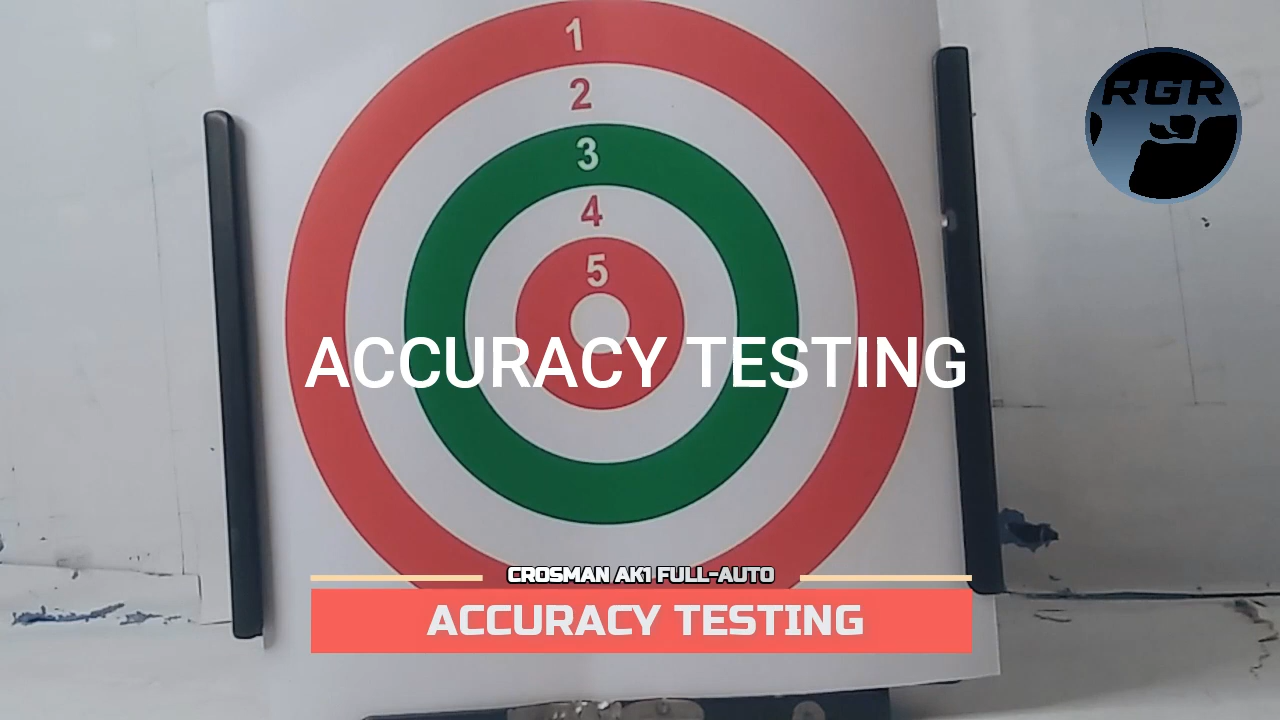 1
2
RGR
3
4
5
ACCURACY TESTING
CROSMAN AK1 FULL-AUTO
ACCURACY TESTING